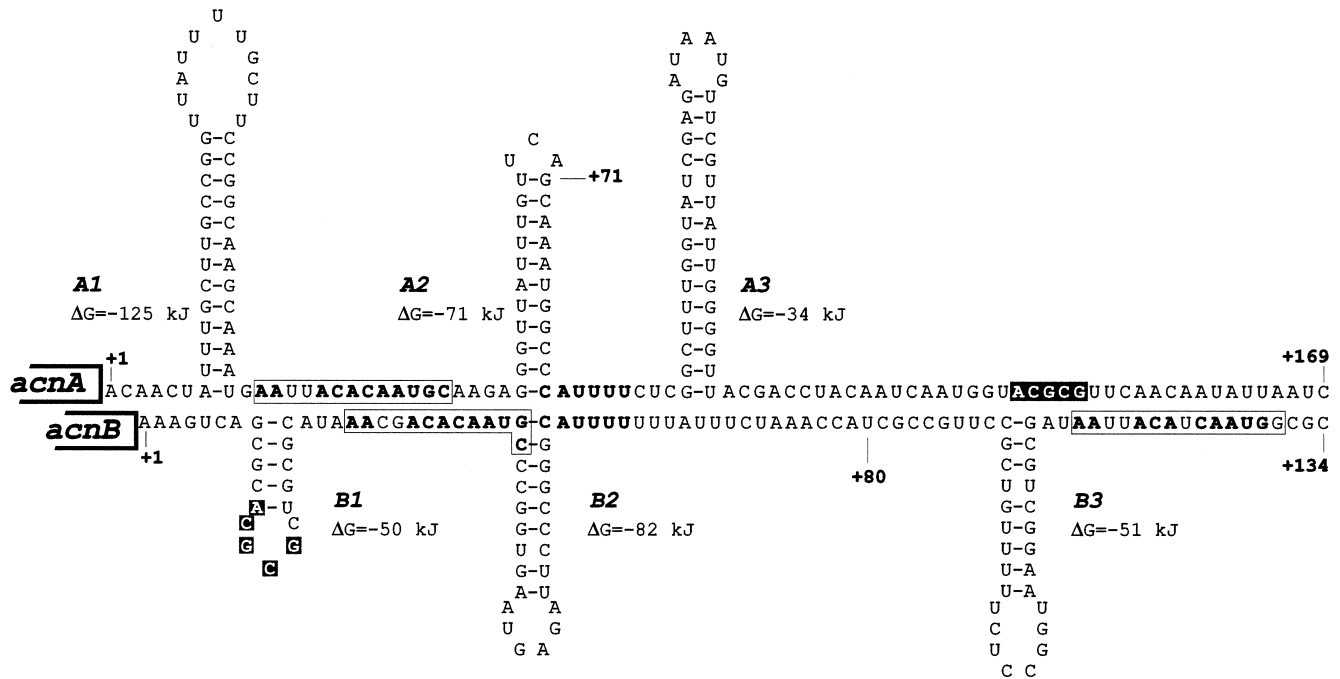 U
U U A A
U G U U
A C A G
U U G-U
U U A-U
G-C C G-C
G-C U A C-G
C-G U-G +71 U-U
C-G G-C A-U
G-C U-A U-A
U-A U-A G-U
U-A A1 A2 U-A G-U A3
C-G ΔG=-125 kJ ΔG=-71 kJ A-U U-G ΔG=-34 kJ
G-C U-G U-G
U-A U-G U-G
U-A G-C C-G
+1 U-A G-C +169
acnA ACAACUA-UGAAUUACACAAUGCAAGAG-CAUUUUCUCG-UACGACCUACAAUCAAUGGUACGCGUUCAACAAUAUUAAUC
acnB AAAGUCAG-CAUAAACGACACAAUG-CAUUUUUUUAUUUCUAAACCAUCGCCGUUCC-GAUAAUUACAUCAAUGGCGC
+1 +80 +134
C-G C-G G-C
G-C C-G C-G
C-G G-G U-U
A-U B1 G-C B2 G-C B3
C C ΔG=-50 kJ G-C ΔG=-82 kJ U-G ΔG=-51 kJ
G G U C U-G
C G-U U-A
A-U U-A
A A U U
U G C G
G A U G
C C